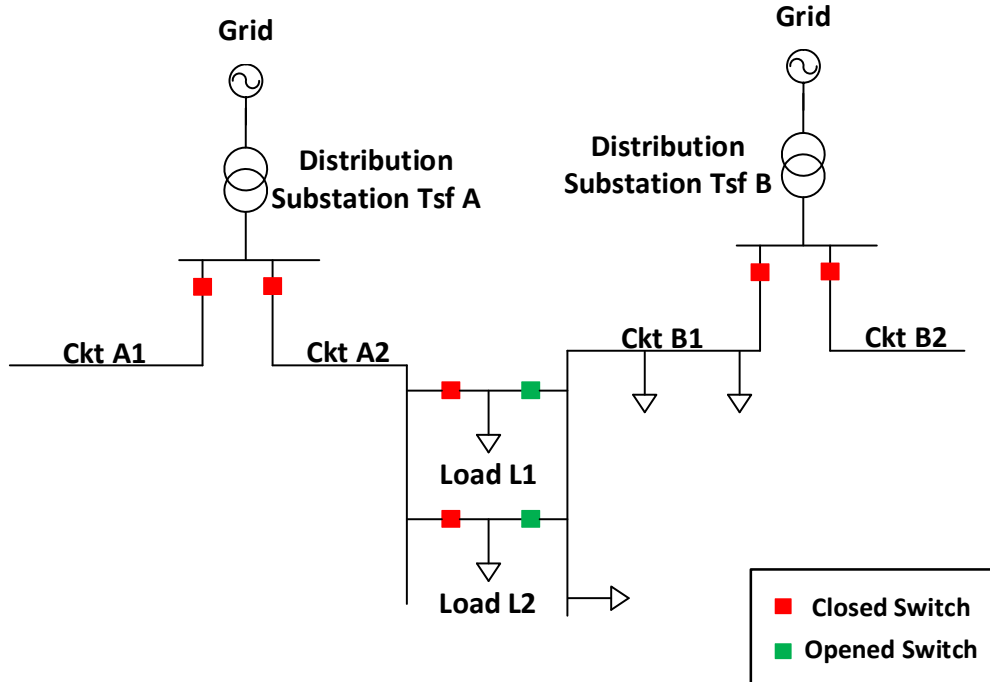 Grid
Distribution
Substation Tsf A
Grid
Distribution
Substation Tsf B
Ckt A1
Ckt A2
Ckt B1
Ckt B2
Load L1
Load L2
Closed Switch
Opened Switch